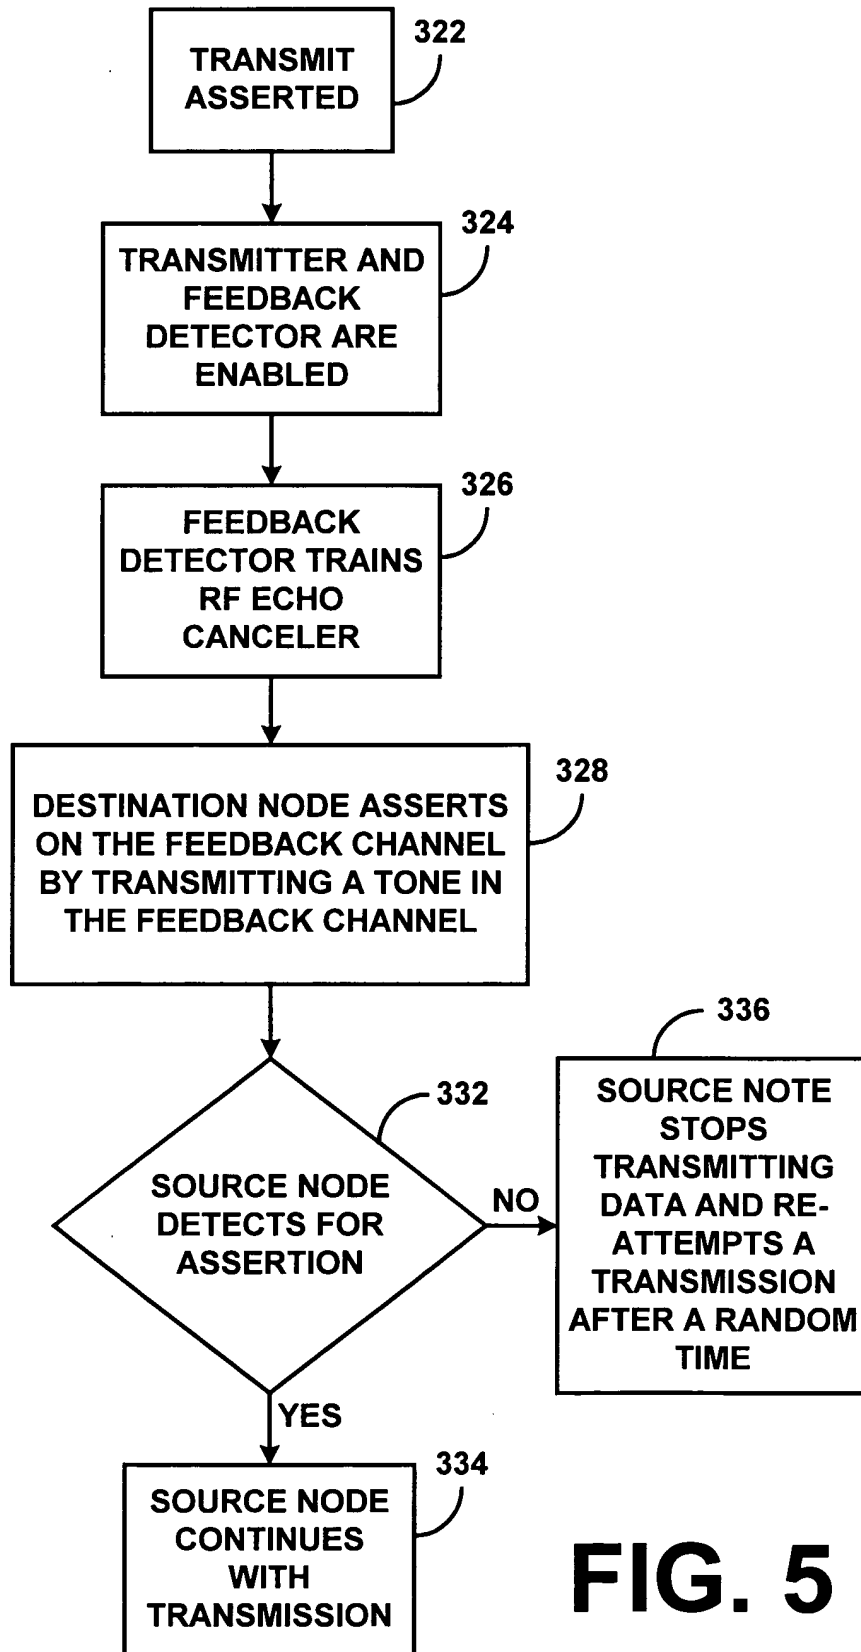 322
TRANSMIT
ASSERTED
324
TRANSMITTER AND
FEEDBACK
DETECTOR ARE
ENABLED
326
FEEDBACK
DETECTOR TRAINS
RF ECHO
CANCELER
328
DESTINATION NODE ASSERTS
ON THE FEEDBACK CHANNEL
BY TRANSMITTING A TONE IN
THE FEEDBACK CHANNEL
332
SOURCE NODE
DETECTS FOR
ASSERTION
NO
336
SOURCE NOTE
STOPS
TRANSMITTING
DATA AND RE-
ATTEMPTS A
TRANSMISSION
AFTER A RANDOM
TIME
YES
334
SOURCE NODE
CONTINUES
WITH
TRANSMISSION
FIG. 5